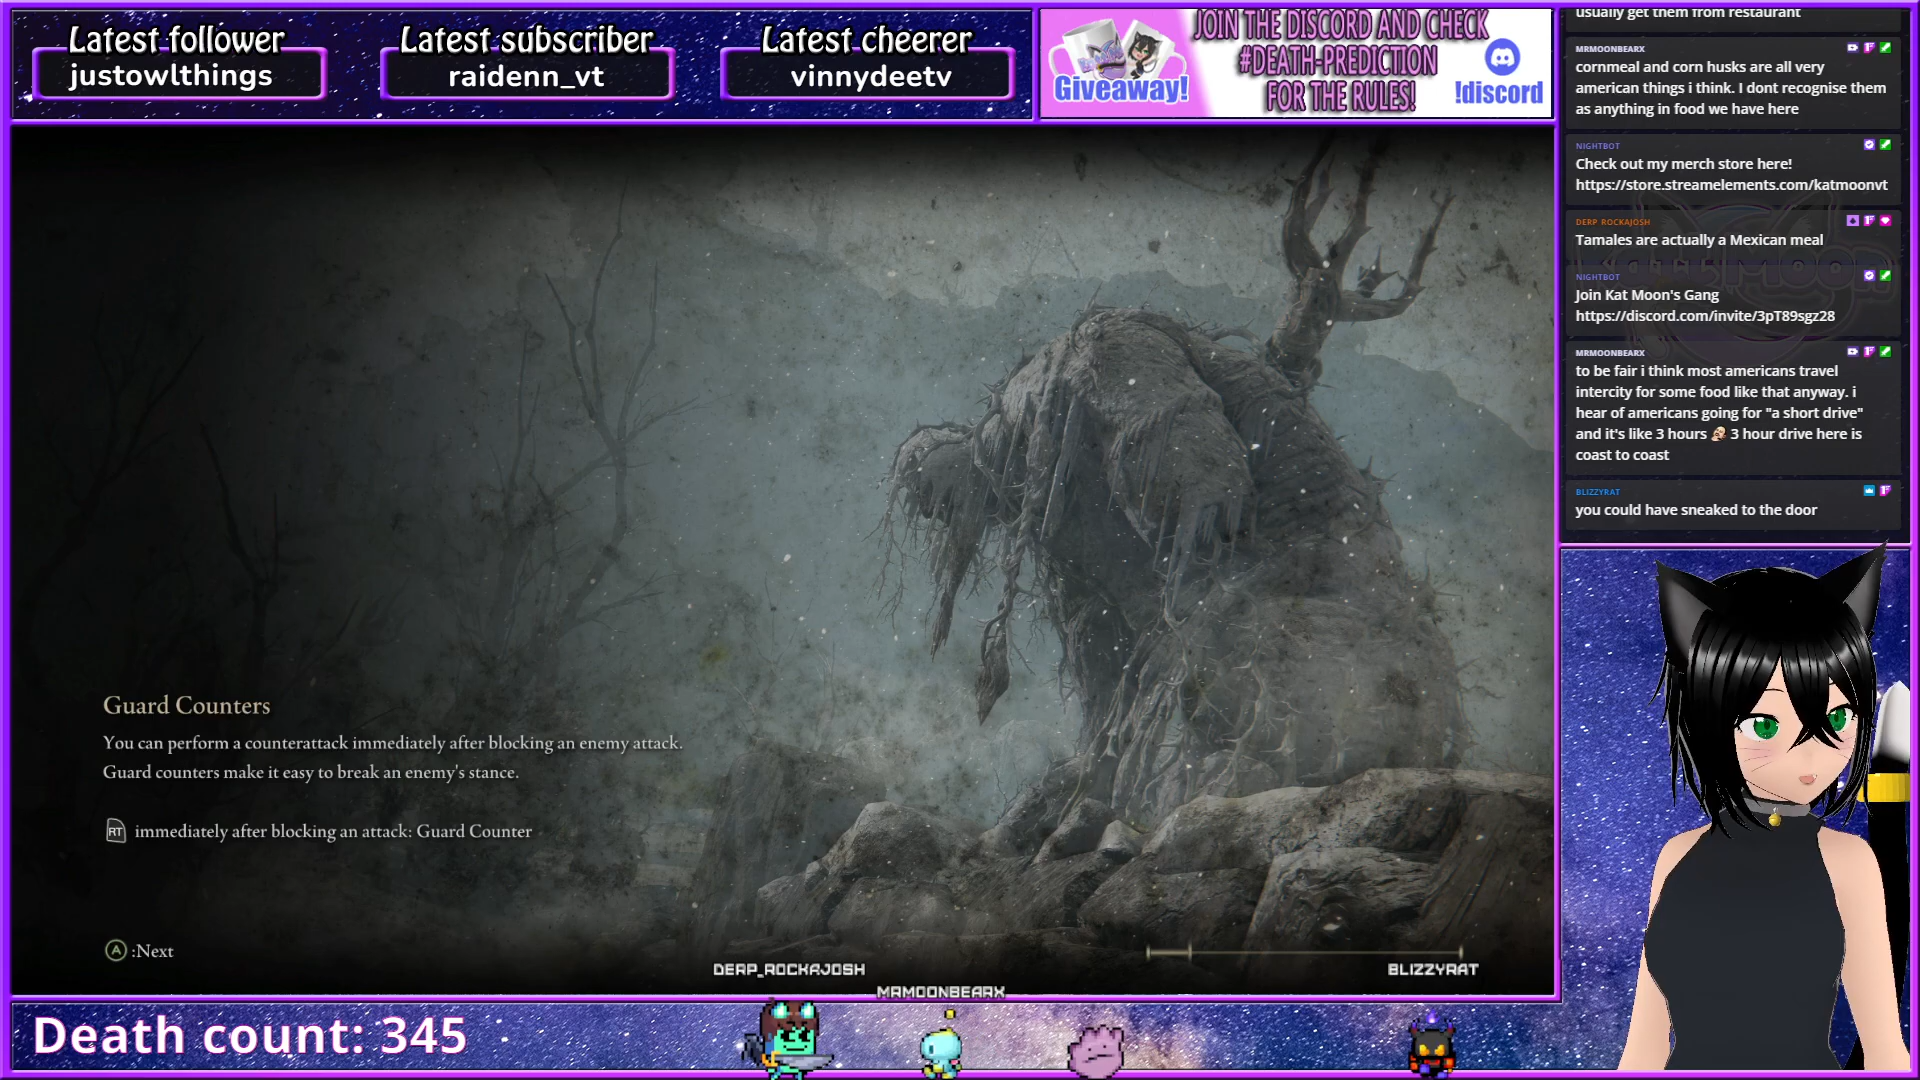 Latest follower
justowlthings
Latest subscriber
raidenn_vt
Latest cheerer
vinnydeetv
Giveaway!
JOIN THE DISCORD AND CHECK
#DEATH-PREDICTION
FOR THE RULES!
!discord
usually get them from restaurant
MRMOONBEARX
cornmeal and corn husks are all very
american things i think. I dont recognise them
as anything in food we have here
NIGHTBOT
Check out my merch store here!
https://store.streamelements.com/katmoonvt
DERP_ROCKAJOSH
Tamales are actually a Mexican meal
NIGHTBOT
Join Kat Moon's Gang
https://discord.com/invite/3pT89sgz28
MRMOONBEARX
to be fair i think most americans travel
intercity for some food like that anyway. i
hear of americans going for "a short drive"
and it's like 3 hours 3 hour drive here is
coast to coast
BLIZZYRAT
you could have sneaked to the door
Guard Counters
You can perform a counterattack immediately after blocking an enemy attack.
Guard counters make it easy to break an enemy's stance.
RT immediately after blocking an attack: Guard Counter
A :Next
DERP_ROCKAJOSH
BLIZZYRAT
MRMOONBEARX
Death count: 345